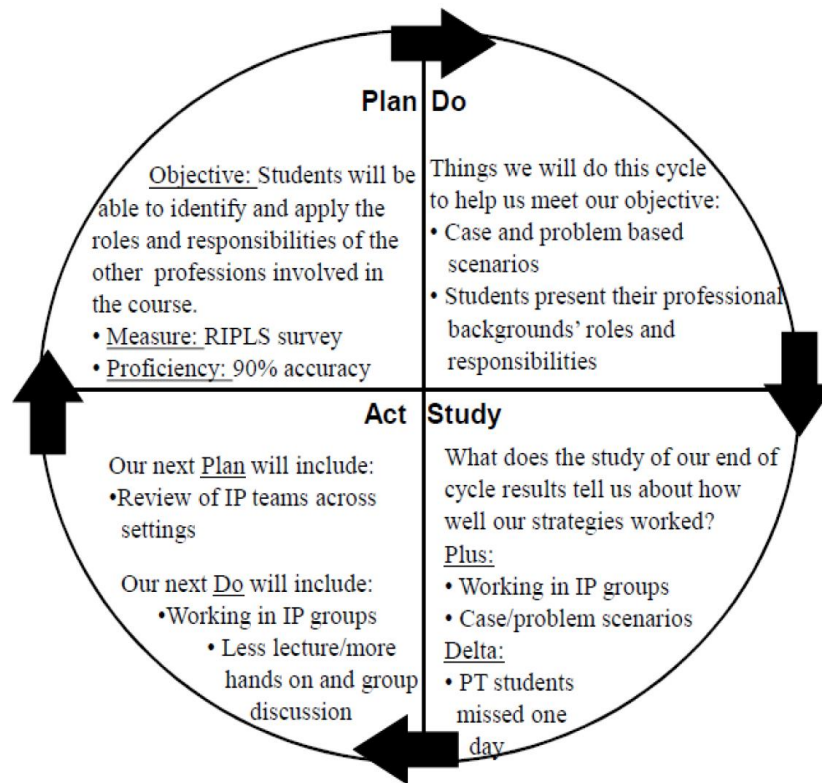 Plan
Objective: Students will be
able to identify and apply the
roles and responsibilities of the
other professions involved in
the course.
• Measure: RIPLS survey
• Proficiency: 90% accuracy
Do
Things we will do this cycle
to help us meet our objective:
• Case and problem based
scenarios
• Students present their professional
backgrounds’ roles and
responsibilities
Study
What does the study of our end of
cycle results tell us about how
well our strategies worked?
Plus:
• Working in IP groups
• Case/problem scenarios
Delta:
• PT students
missed one
day
Act
Our next Plan will include:
•Review of IP teams across
settings
Our next Do will include:
•Working in IP groups
• Less lecture/more
hands on and group
discussion